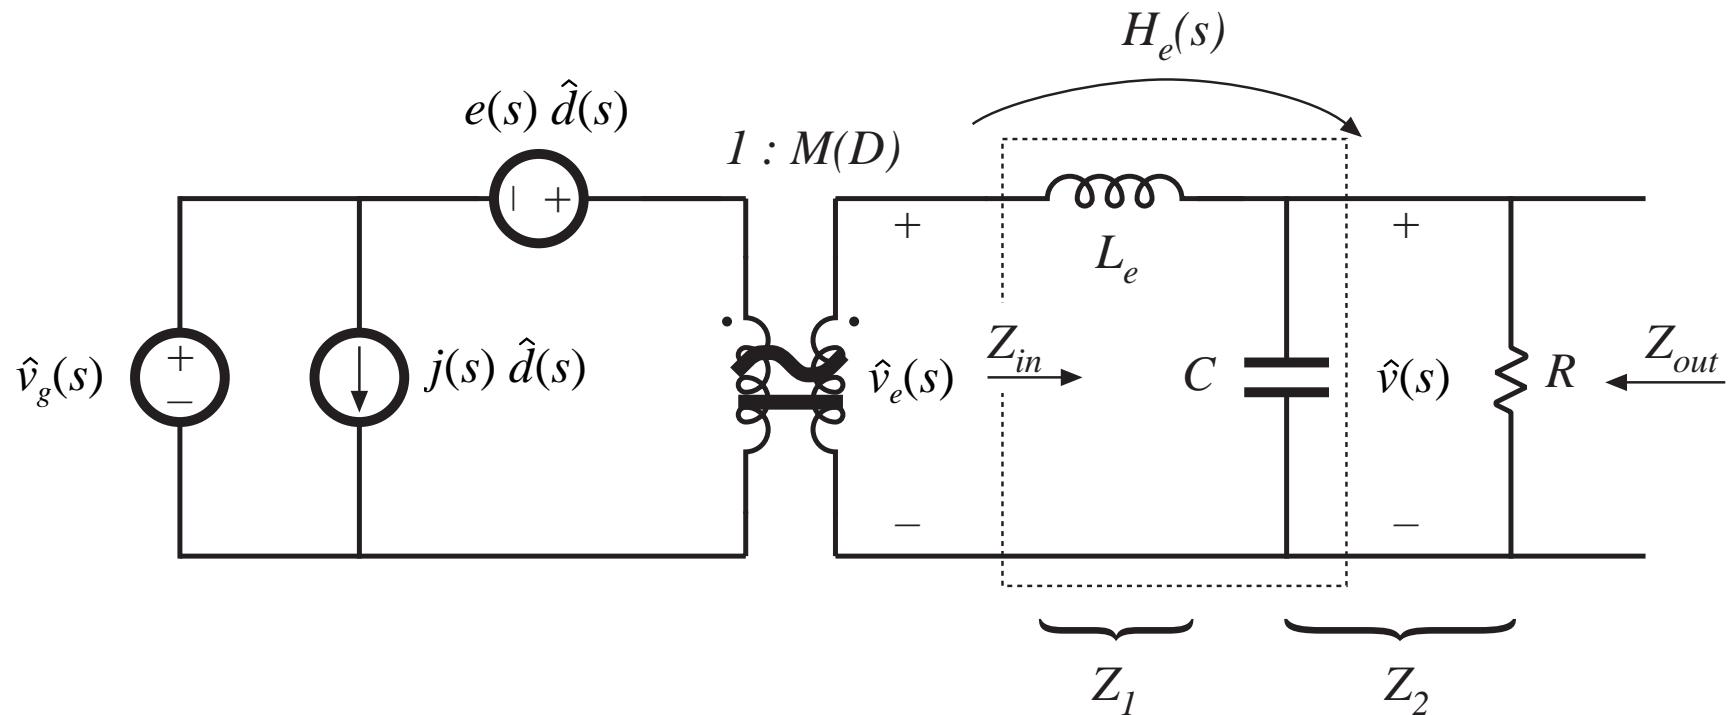 H_e(s)
e(s) d̂(s)
1 : M(D)
+
+
L_e
v̂_g(s)
+
–
j(s) d̂(s)
v̂_e(s)
Z_in
C
v̂(s)
R
Z_out
– +
–
–
Z_1
Z_2